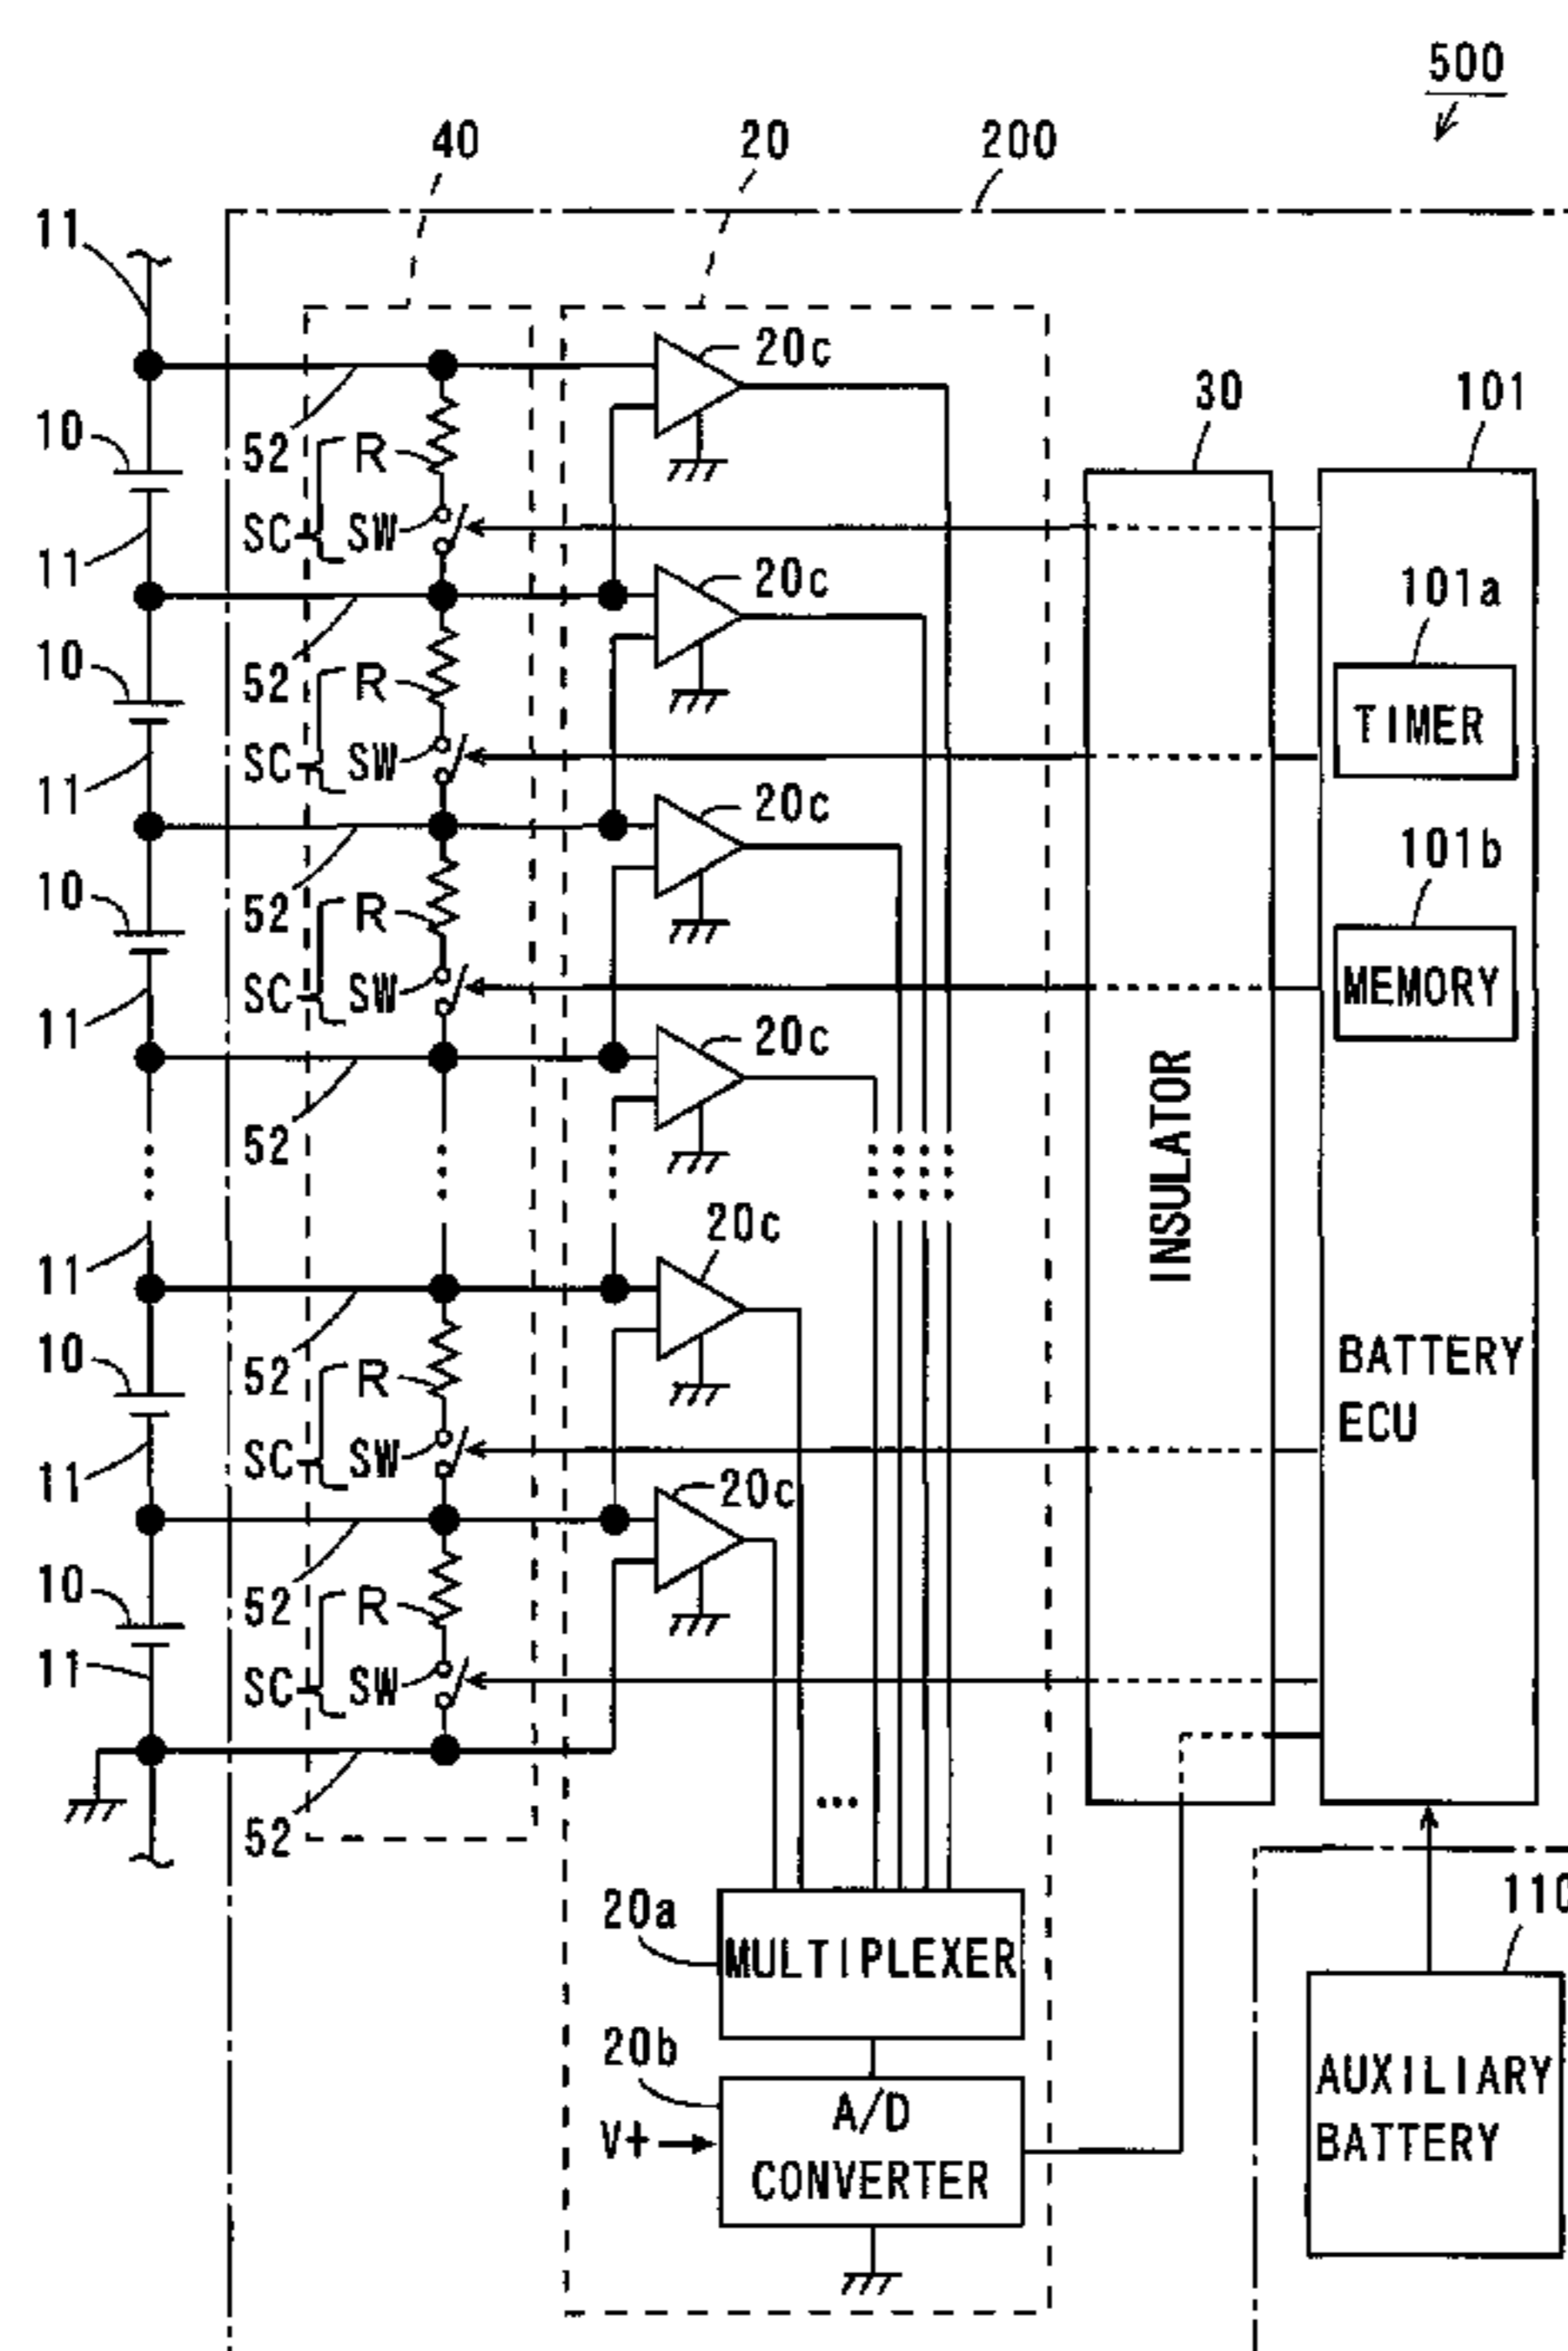 500
40
20
200
11
20c
10
52
R
30
101
SC
SW
11
20c
101a
10
52
R
TIMER
SC
SW
11
20c
101b
10
52
R
SC
SW
MEMORY
11
20c
52
INSULATOR
20c
11
10
52
R
BATTERY
ECU
SC
SW
11
20c
10
52
R
11
SC
SW
52
110
20a
MULTIPLEXER
20b
A/D
CONVERTER
V+
AUXILIARY
BATTERY